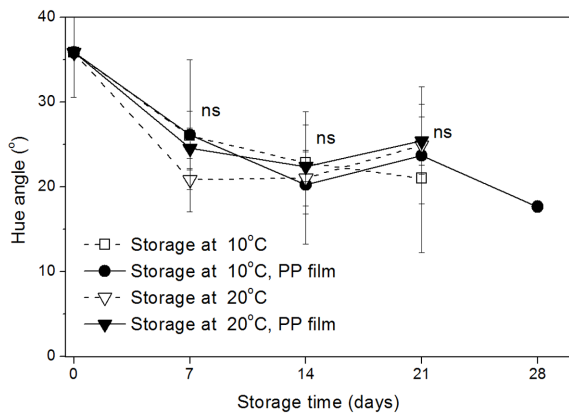 40
30
20
10
0
Hue angle (°)
ns
ns
ns
Storage at 10°C
Storage at 10°C, PP film
Storage at 20°C
Storage at 20°C, PP film
0 7 14 21 28
Storage time (days)